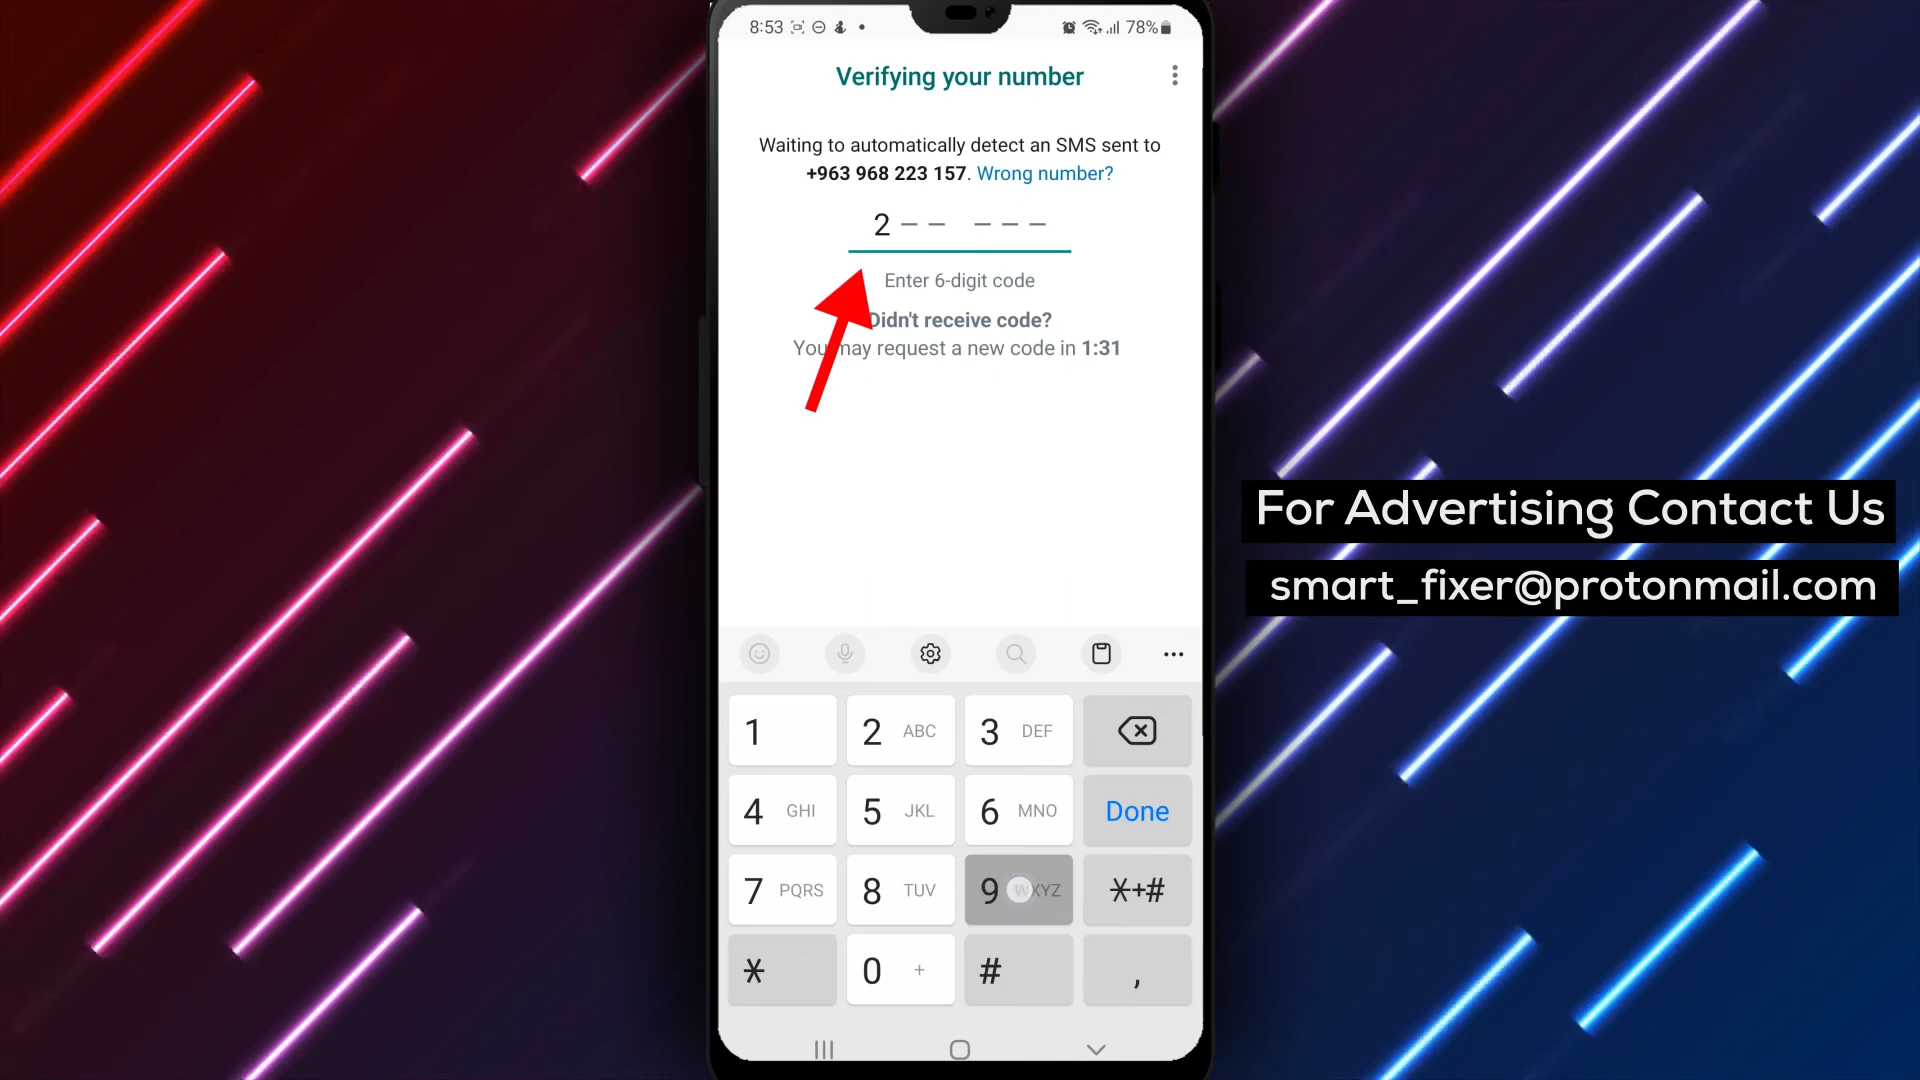 8:53
78%
Verifying your number
Waiting to automatically detect an SMS sent to
+963 968 223 157. Wrong number?
2
Enter 6-digit code
Didn't receive code?
You may request a new code in 1:31
For Advertising Contact Us
smart_fixer@protonmail.com
1
2 ABC
3 DEF
4 GHI
5 JKL
6 MNO
Done
7 PQRS
8 TUV
9 WXYZ
*+#
*
0 +
#
,